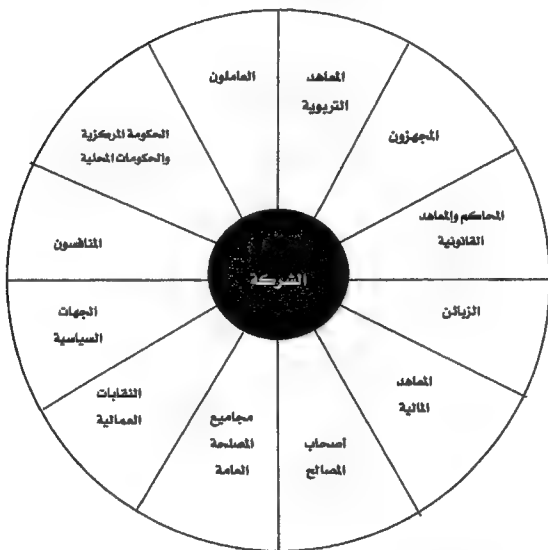 المعاهد
التربوية
المجهزون
المحاكم والمعاهد
القانونية
الزبائن
المعاهد
المالية
أصحاب
المصالح
مجاميع
المصلحة
العامة
النقابات
العمالية
الجهات
السياسية
المنافسون
الحكومة المركزية
والحكومات المحلية
العاملون
الشركة